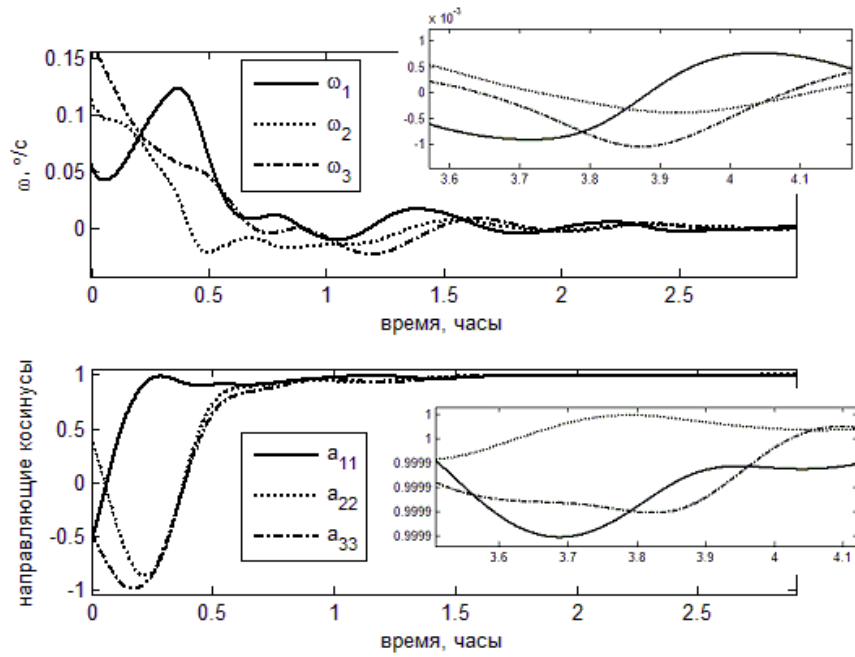 x 10⁻³
1
0.5
0
-0.5
-1
3.6 3.7 3.8 3.9 4 4.1
0.15
0.1
0.05
0
ω, º/с
ω₁
ω₂
ω₃
0 0.5 1 1.5 2 2.5
время, часы
1
0.5
0
-0.5
-1
направляющие косинусы
a₁₁
a₂₂
a₃₃
1
1
0.9999
0.9999
0.9999
0.9999
3.6 3.7 3.8 3.9 4 4.1
0 0.5 1 1.5 2 2.5
время, часы